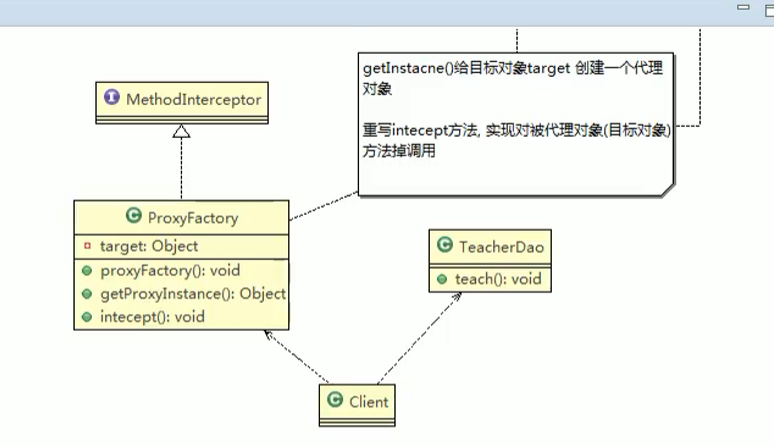 getInstacne()给目标对象target 创建一个代理
对象
重写intecept方法, 实现对被代理对象(目标对象)
方法掉调用
MethodInterceptor
ProxyFactory
target: Object
proxyFactory(): void
getProxyInstance(): Object
intecept(): void
TeacherDao
teach(): void
Client